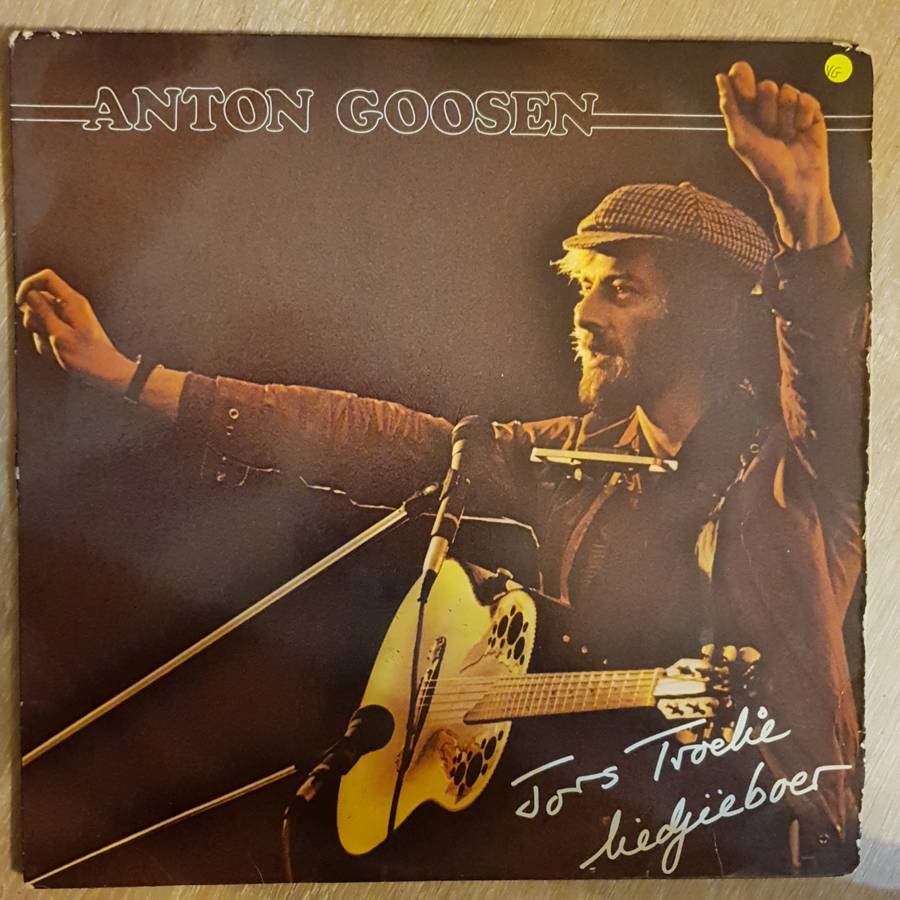 ANTON GOOSEN
VG
Jors Troelie
liedjieboer